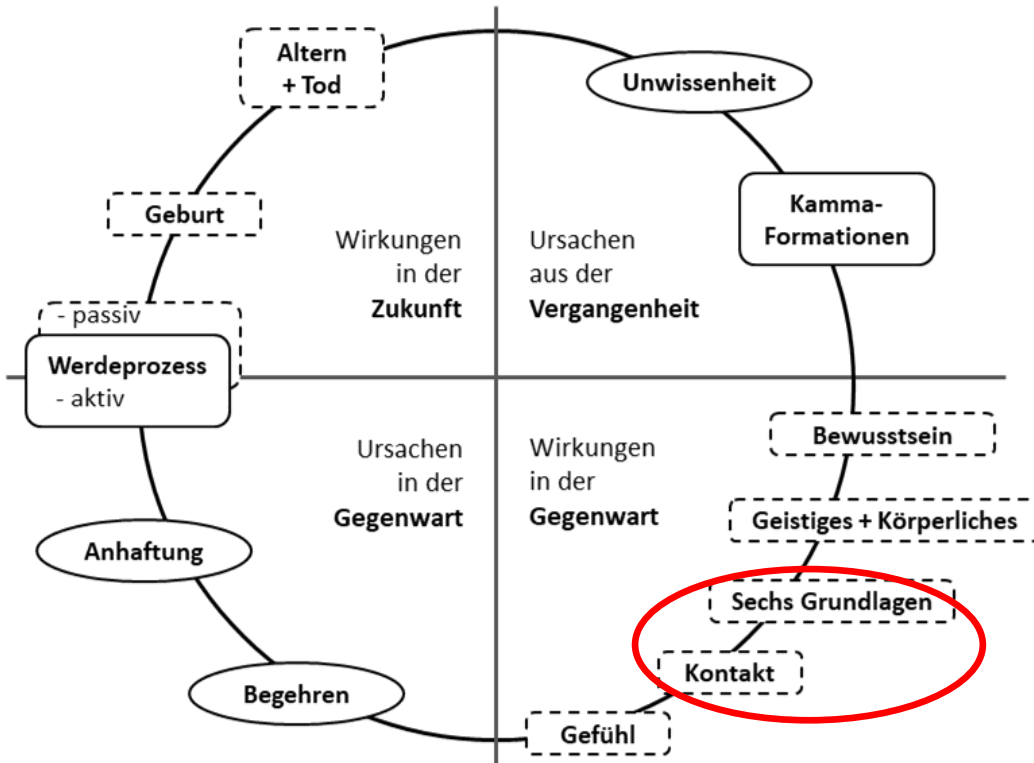 Altern
+ Tod
Unwissenheit
Geburt
Kamma-
Formationen
Wirkungen
in der
Zukunft
Ursachen
aus der
Vergangenheit
- passiv
Werdeprozess
- aktiv
Bewusstsein
Ursachen
in der
Gegenwart
Wirkungen
in der
Gegenwart
Geistiges + Körperliches
Anhaftung
Sechs Grundlagen
Kontakt
Begehren
Gefühl